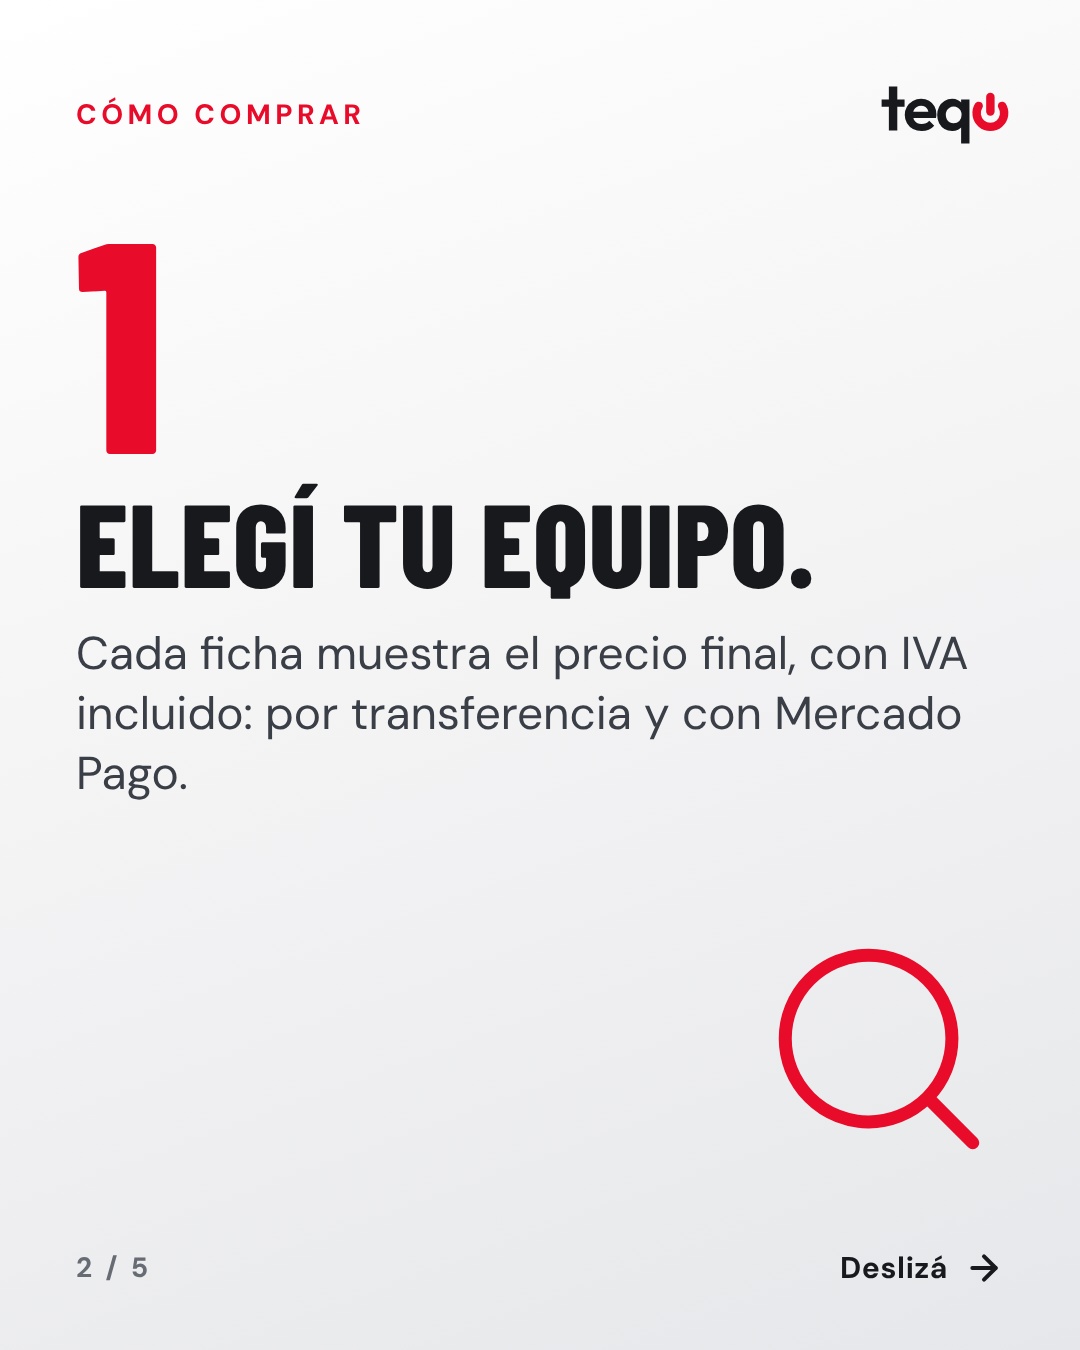 CÓMO COMPRAR
teqo
1
ELEGÍ TU EQUIPO.
Cada ficha muestra el precio final, con IVA
incluido: por transferencia y con Mercado
Pago.
2 / 5
Deslizá →